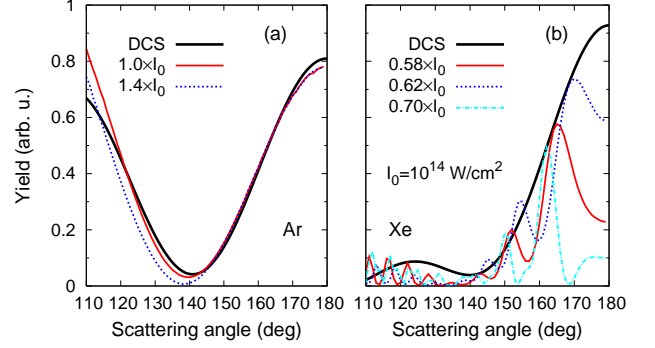 DCS
1.0×I0
1.4×I0
(a)
Ar
Yield (arb. u.)
1
0.8
0.6
0.4
0.2
0
110 120 130 140 150 160 170 180
Scattering angle (deg)
DCS
0.58×I0
0.62×I0
0.70×I0
(b)
I0=10^14 W/cm^2
Xe
110 120 130 140 150 160 170 180
Scattering angle (deg)